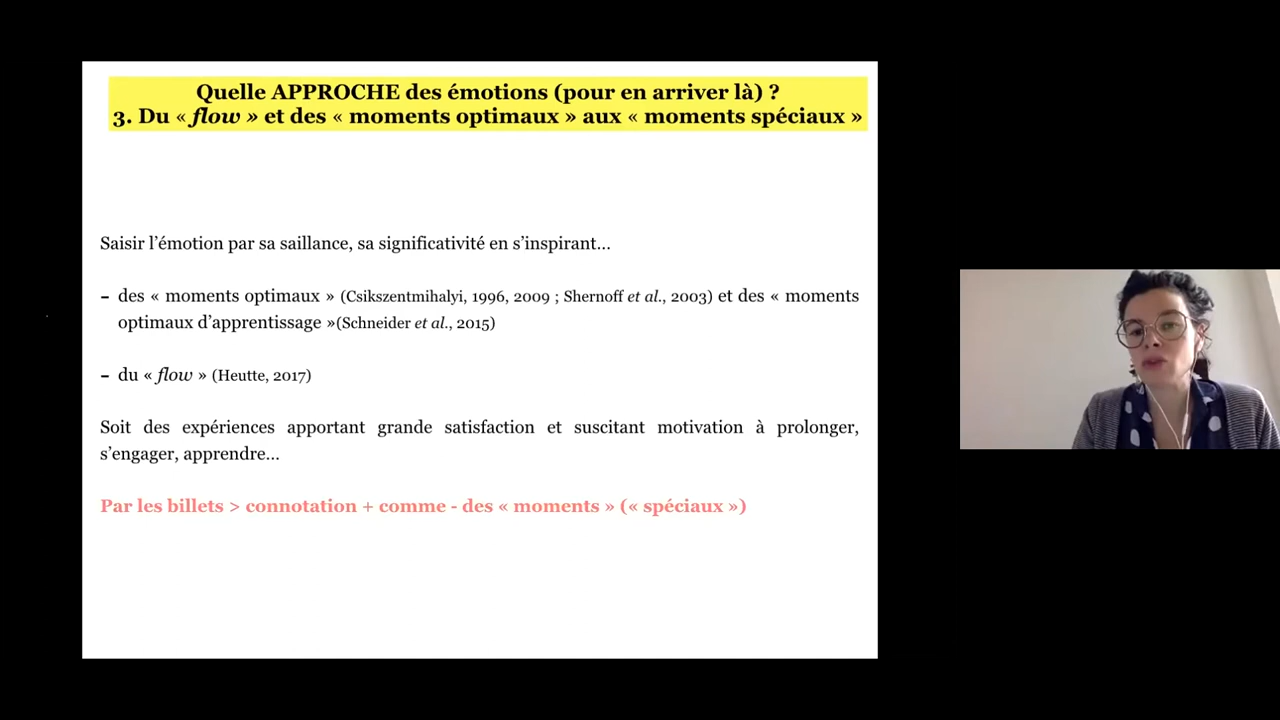 Quelle APPROCHE des émotions (pour en arriver là) ?
3. Du « flow » et des « moments optimaux » aux « moments spéciaux »
Saisir l’émotion par sa saillance, sa significativité en s’inspirant…
- des « moments optimaux » (Csikszentmihalyi, 1996, 2009 ; Shernoff et al., 2003) et des « moments
optimaux d’apprentissage »(Schneider et al., 2015)
- du « flow » (Heutte, 2017)
Soit des expériences apportant grande satisfaction et suscitant motivation à prolonger,
s’engager, apprendre…
Par les billets > connotation + comme - des « moments » (« spéciaux »)